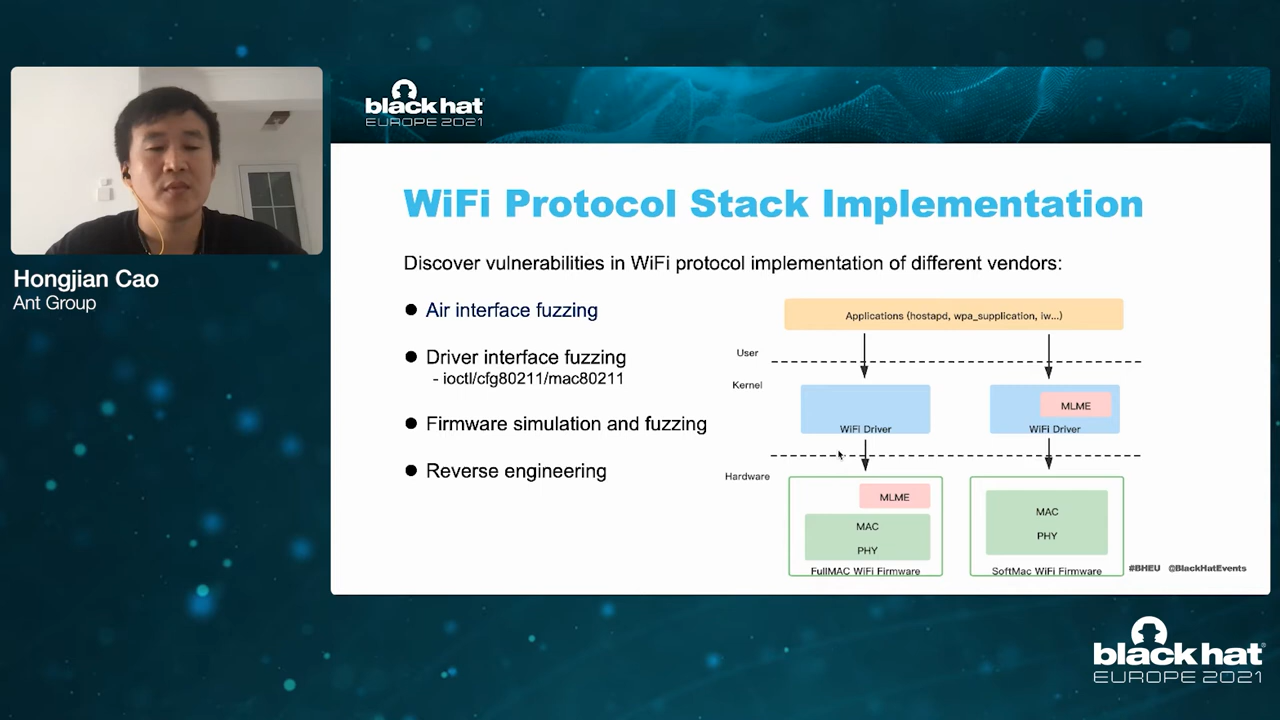 black hat
EUROPE 2021
Hongjian Cao
Ant Group
WiFi Protocol Stack Implementation
Discover vulnerabilities in WiFi protocol implementation of different vendors:
● Air interface fuzzing
● Driver interface fuzzing
- ioctl/cfg80211/mac80211
● Firmware simulation and fuzzing
● Reverse engineering
Applications (hostapd, wpa_supplication, iw...)
User
Kernel
WiFi Driver
MLME
WiFi Driver
Hardware
MLME
MAC
PHY
FullMAC WiFi Firmware
MAC
PHY
SoftMac WiFi Firmware
#BHEU @BlackHatEvents
black hat®
EUROPE 2021